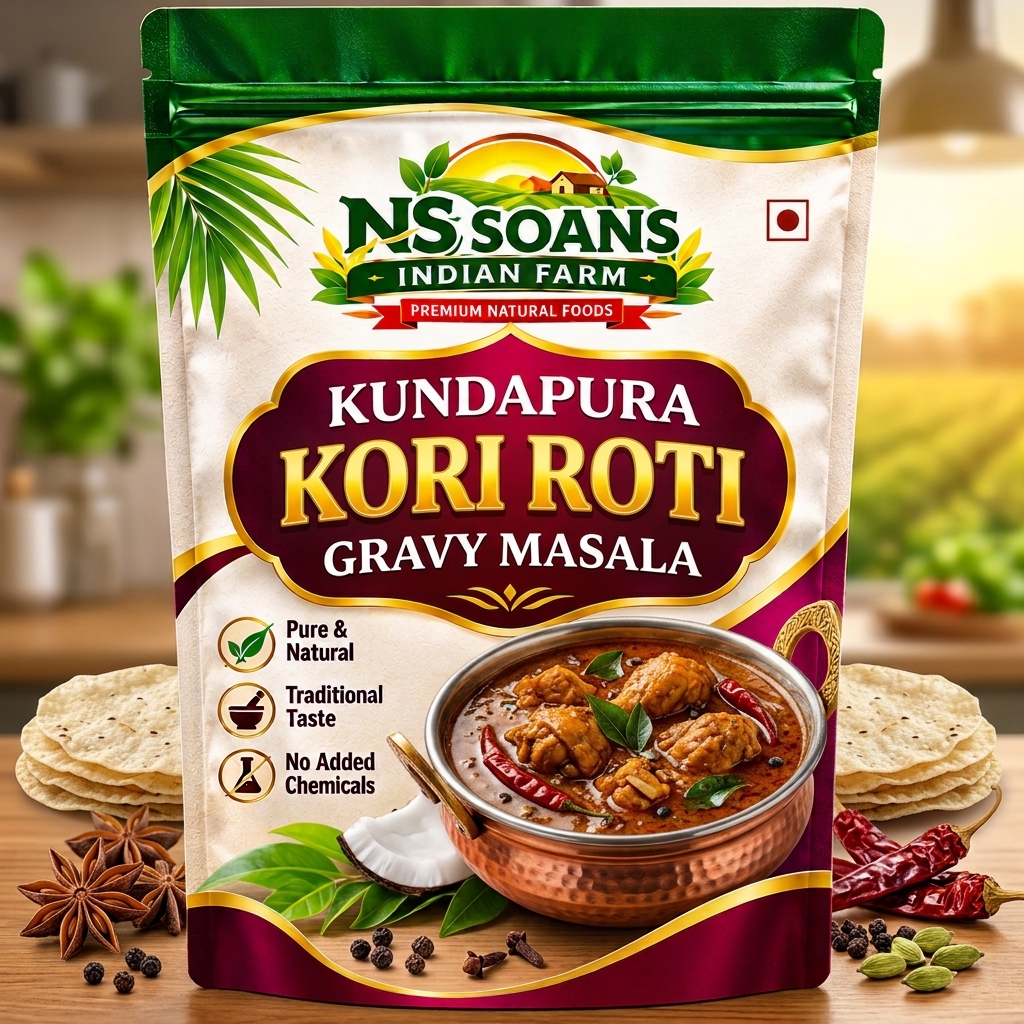 NS SOANS
INDIAN FARM
PREMIUM NATURAL FOODS
KUNDAPURA
KORI ROTI
GRAVY MASALA
Pure &
Natural
Traditional
Taste
No Added
Chemicals